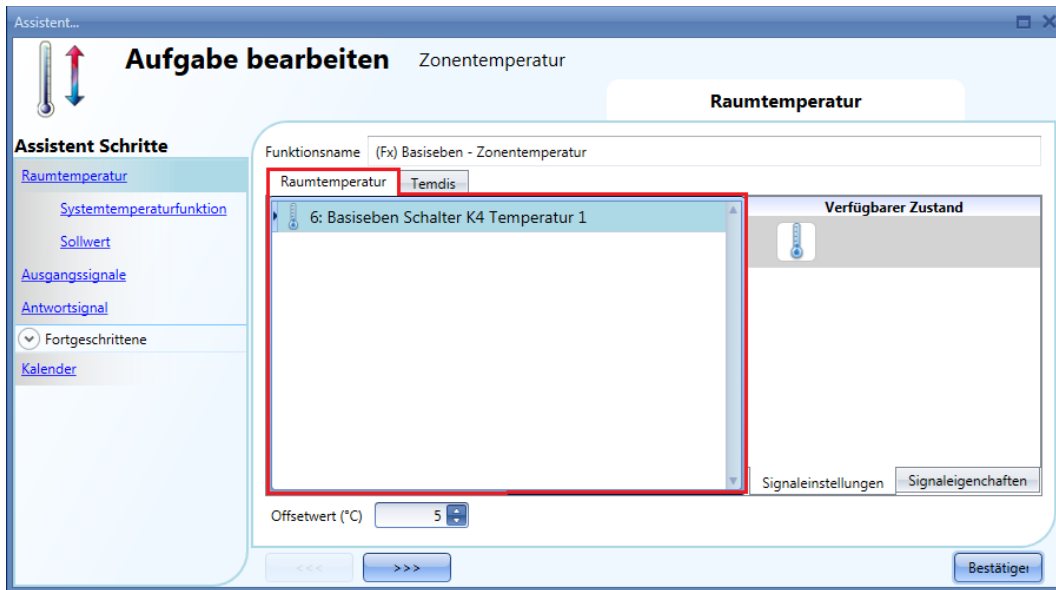 Assistent...
Aufgabe bearbeiten Zonentemperatur
Raumtemperatur
Assistent Schritte
Raumtemperatur
Systemtemperaturfunktion
Sollwert
Ausgangssignale
Antwortsignal
Fortgeschrittene
Kalender
Funktionsname (Fx) Basiseben - Zonentemperatur
Raumtemperatur Temdis
6: Basiseben Schalter K4 Temperatur 1
Verfügbarer Zustand
Signaleinstellungen Signaleigenschaften
Offsetwert (°C) 5
<<< >>> Bestätiger